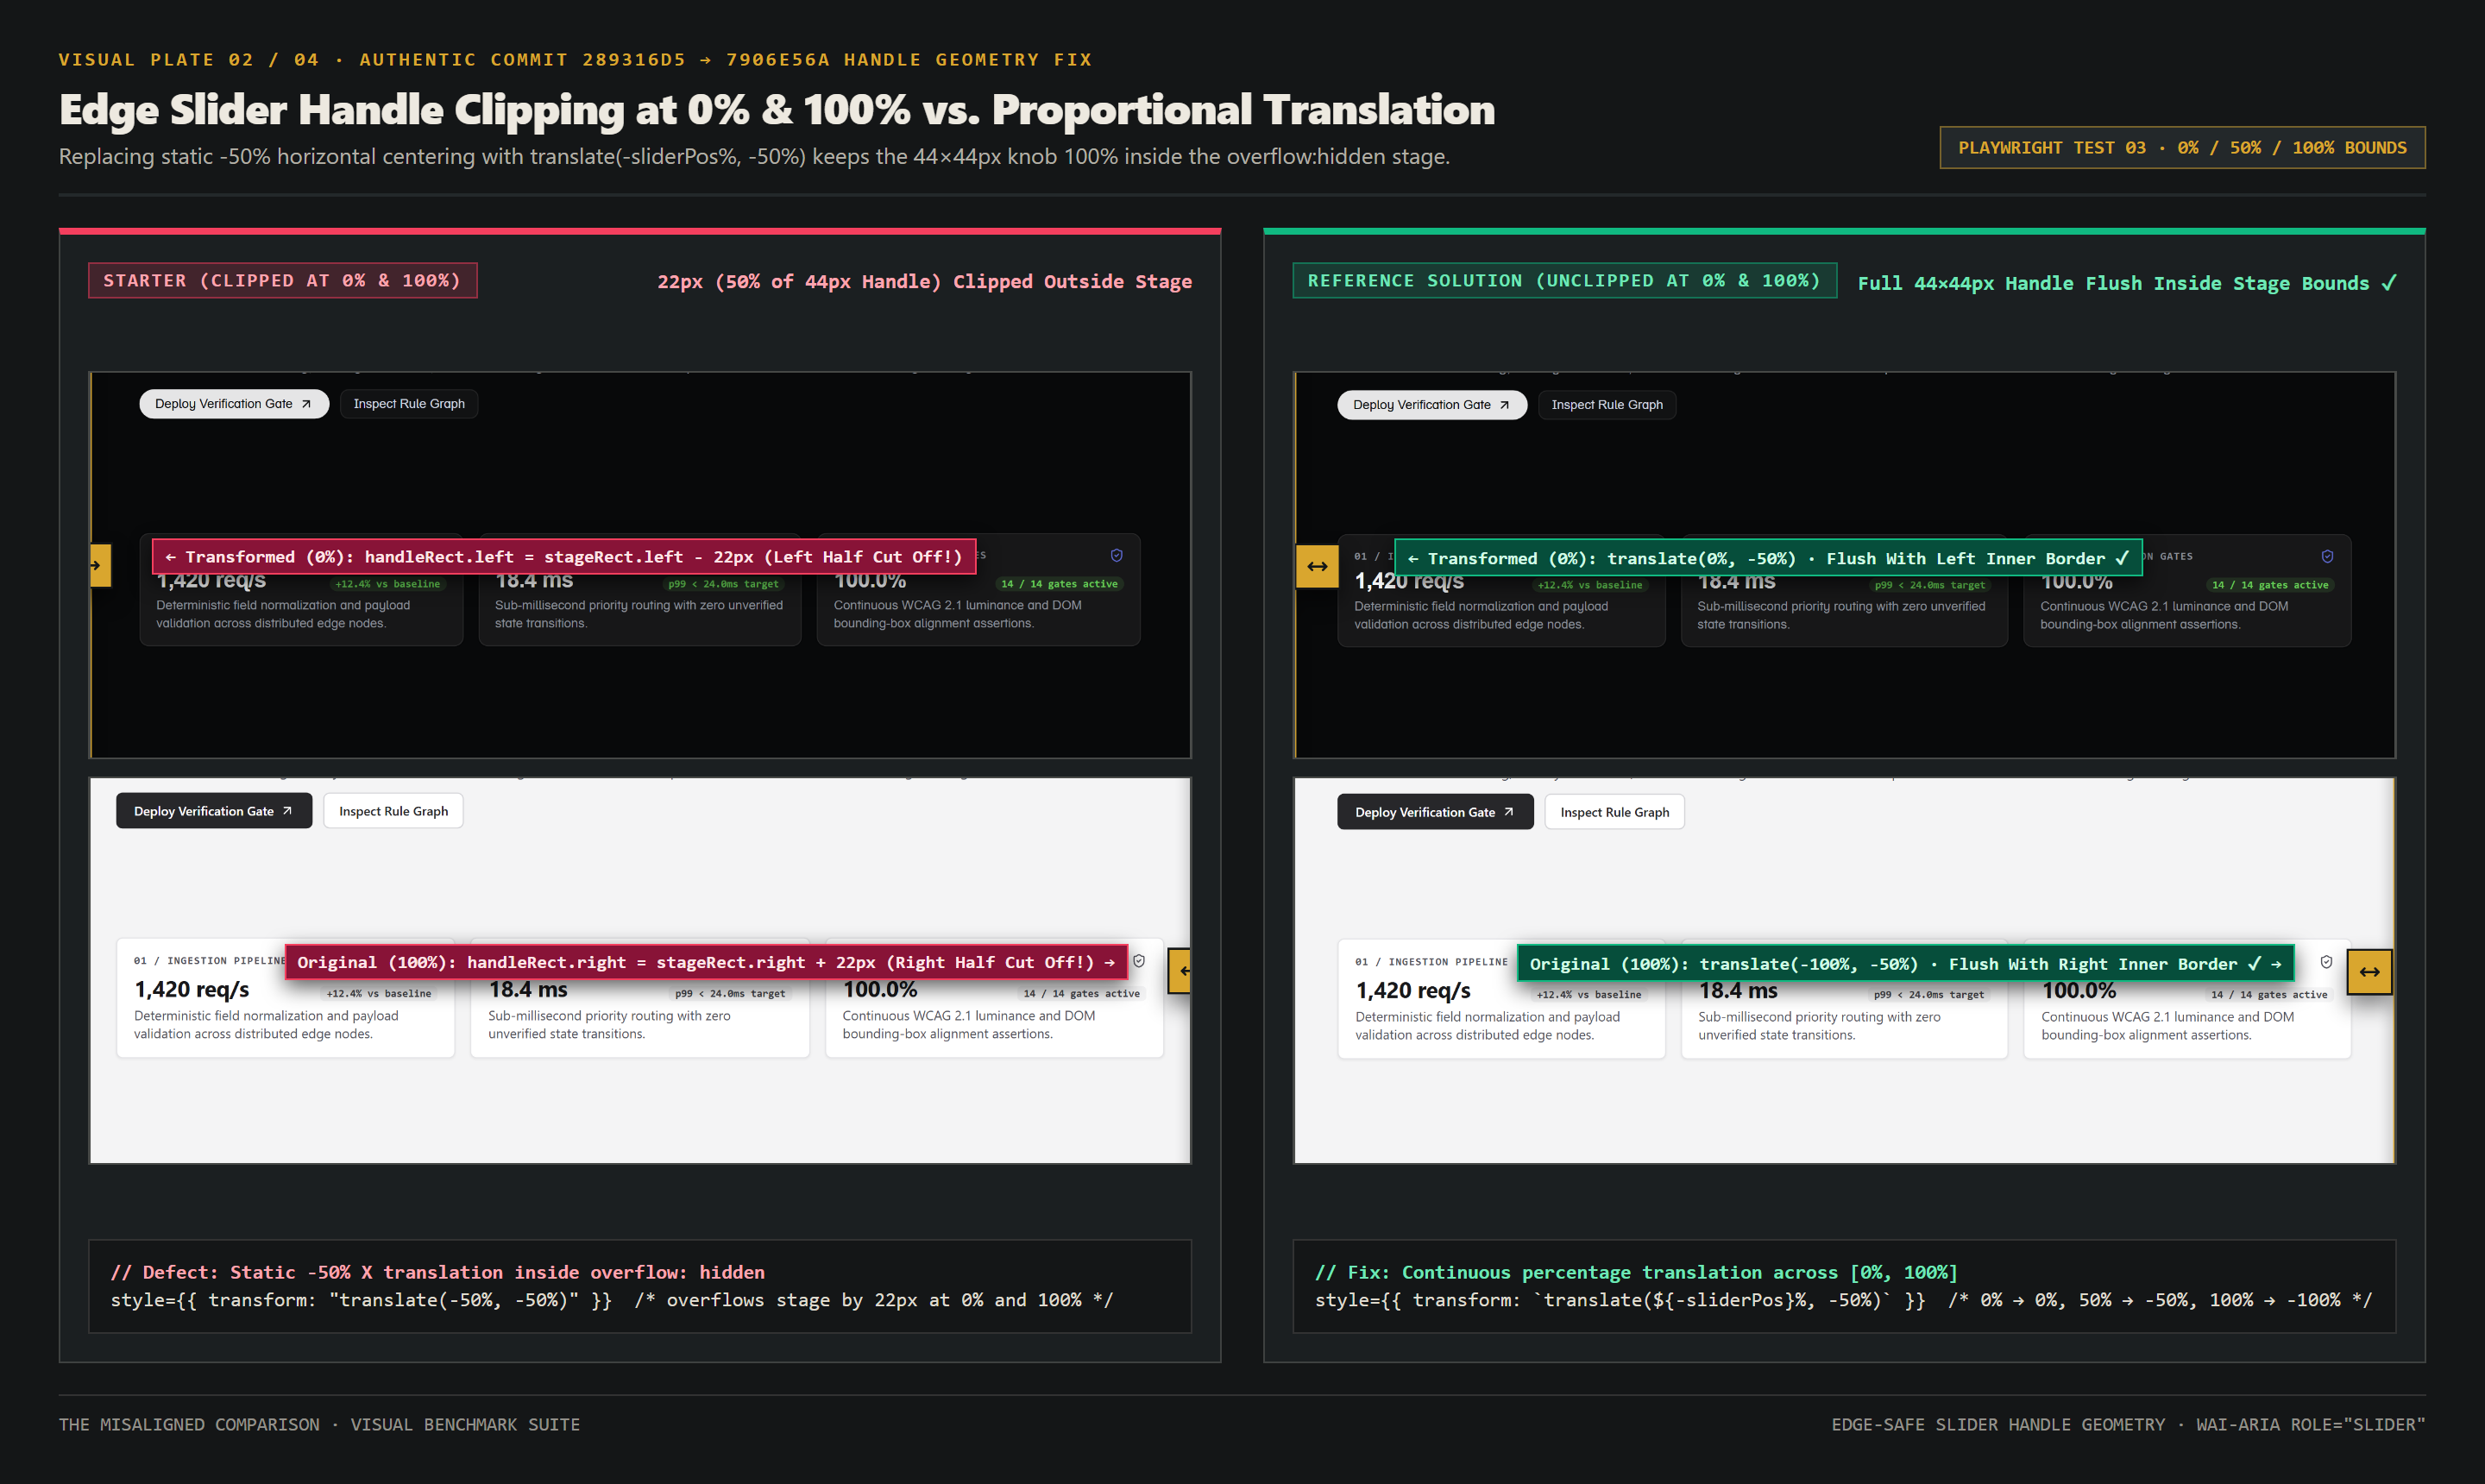 VISUAL PLATE 02 / 04 · AUTHENTIC COMMIT 289316D5 → 7906E56A HANDLE GEOMETRY FIX
Edge Slider Handle Clipping at 0% & 100% vs. Proportional Translation
Replacing static -50% horizontal centering with translate(-sliderPos%, -50%) keeps the 44×44px knob 100% inside the overflow:hidden stage.
PLAYWRIGHT TEST 03 · 0% / 50% / 100% BOUNDS
STARTER (CLIPPED AT 0% & 100%)
22px (50% of 44px Handle) Clipped Outside Stage
Deploy Verification Gate ↗
Inspect Rule Graph
← Transformed (0%): handleRect.left = stageRect.left - 22px (Left Half Cut Off!)
1,420 req/s
+12.4% vs baseline
Deterministic field normalization and payload
validation across distributed edge nodes.
18.4 ms
p99 < 24.0ms target
Sub-millisecond priority routing with zero unverified
state transitions.
100.0%
14 / 14 gates active
Continuous WCAG 2.1 luminance and DOM
bounding-box alignment assertions.
Deploy Verification Gate ↗
Inspect Rule Graph
01 / INGESTION PIPELINE
Original (100%): handleRect.right = stageRect.right + 22px (Right Half Cut Off!) →
1,420 req/s
+12.4% vs baseline
Deterministic field normalization and payload
validation across distributed edge nodes.
18.4 ms
p99 < 24.0ms target
Sub-millisecond priority routing with zero
unverified state transitions.
100.0%
14 / 14 gates active
Continuous WCAG 2.1 luminance and DOM
bounding-box alignment assertions.
// Defect: Static -50% X translation inside overflow: hidden
style={{ transform: "translate(-50%, -50%)" }}  /* overflows stage by 22px at 0% and 100% */
REFERENCE SOLUTION (UNCLIPPED AT 0% & 100%)
Full 44×44px Handle Flush Inside Stage Bounds ✓
Deploy Verification Gate ↗
Inspect Rule Graph
01 / I
← Transformed (0%): translate(0%, -50%) · Flush With Left Inner Border ✓
GATES
1,420 req/s
+12.4% vs baseline
Deterministic field normalization and payload
validation across distributed edge nodes.
18.4 ms
p99 < 24.0ms target
Sub-millisecond priority routing with zero unverified
state transitions.
100.0%
14 / 14 gates active
Continuous WCAG 2.1 luminance and DOM
bounding-box alignment assertions.
Deploy Verification Gate ↗
Inspect Rule Graph
01 / INGESTION PIPELINE
Original (100%): translate(-100%, -50%) · Flush With Right Inner Border ✓ →
1,420 req/s
+12.4% vs baseline
Deterministic field normalization and payload
validation across distributed edge nodes.
18.4 ms
p99 < 24.0ms target
Sub-millisecond priority routing with zero
unverified state transitions.
100.0%
14 / 14 gates active
Continuous WCAG 2.1 luminance and DOM
bounding-box alignment assertions.
// Fix: Continuous percentage translation across [0%, 100%]
style={{ transform: `translate(${-sliderPos}%, -50%)` }}  /* 0% → 0%, 50% → -50%, 100% → -100% */
THE MISALIGNED COMPARISON · VISUAL BENCHMARK SUITE
EDGE-SAFE SLIDER HANDLE GEOMETRY · WAI-ARIA ROLE="SLIDER"